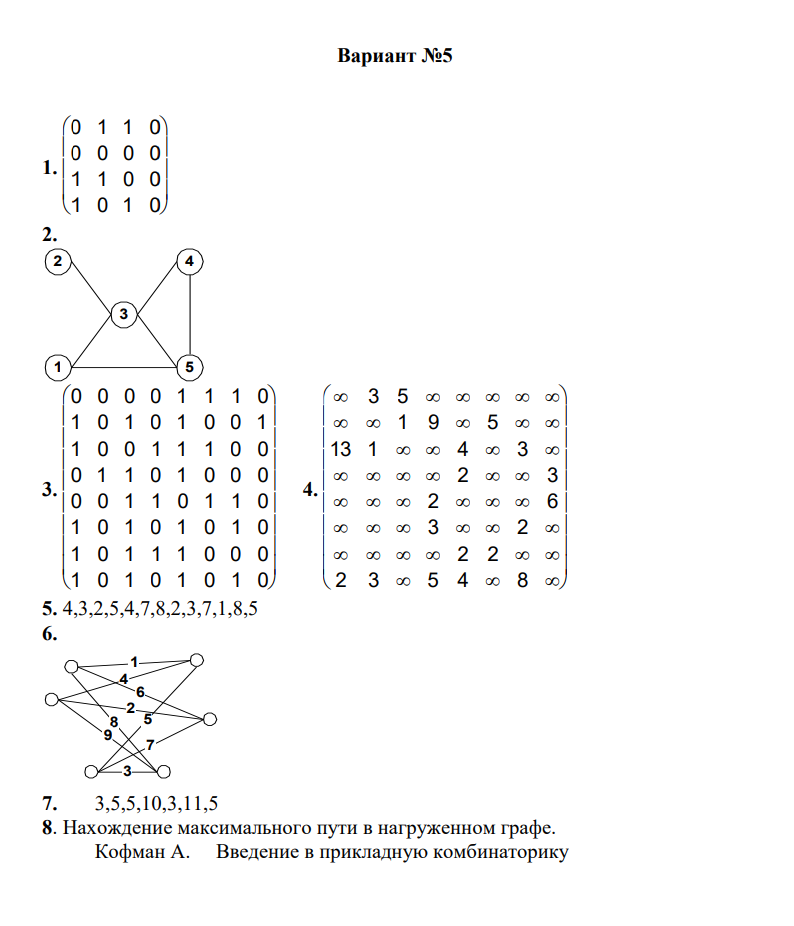 Вариант №5
1.
0 1 1 0
0 0 0 0
1 1 0 0
1 0 1 0
2.
2 4
3
1 5
3.
0 0 0 0 1 1 1 0
1 0 1 0 1 0 0 1
1 0 0 1 1 1 0 0
0 1 1 0 1 0 0 0
0 0 1 1 0 1 1 0
1 0 1 0 1 0 1 0
1 0 1 1 1 0 0 0
1 0 1 0 1 0 1 0
4.
∞ 3 5 ∞ ∞ ∞ ∞ ∞
∞ ∞ 1 9 ∞ 5 ∞ ∞
13 1 ∞ ∞ 4 ∞ 3 ∞
∞ ∞ ∞ ∞ 2 ∞ ∞ 3
∞ ∞ ∞ 2 ∞ ∞ ∞ 6
∞ ∞ ∞ 3 ∞ ∞ 2 ∞
∞ ∞ ∞ ∞ 2 2 ∞ ∞
2 3 ∞ 5 4 ∞ 8 ∞
5. 4,3,2,5,4,7,8,2,3,7,1,8,5
6.
1
4
6
2
8 5
9
7
3
7. 3,5,5,10,3,11,5
8. Нахождение максимального пути в нагруженном графе.
Кофман А. Введение в прикладную комбинаторику